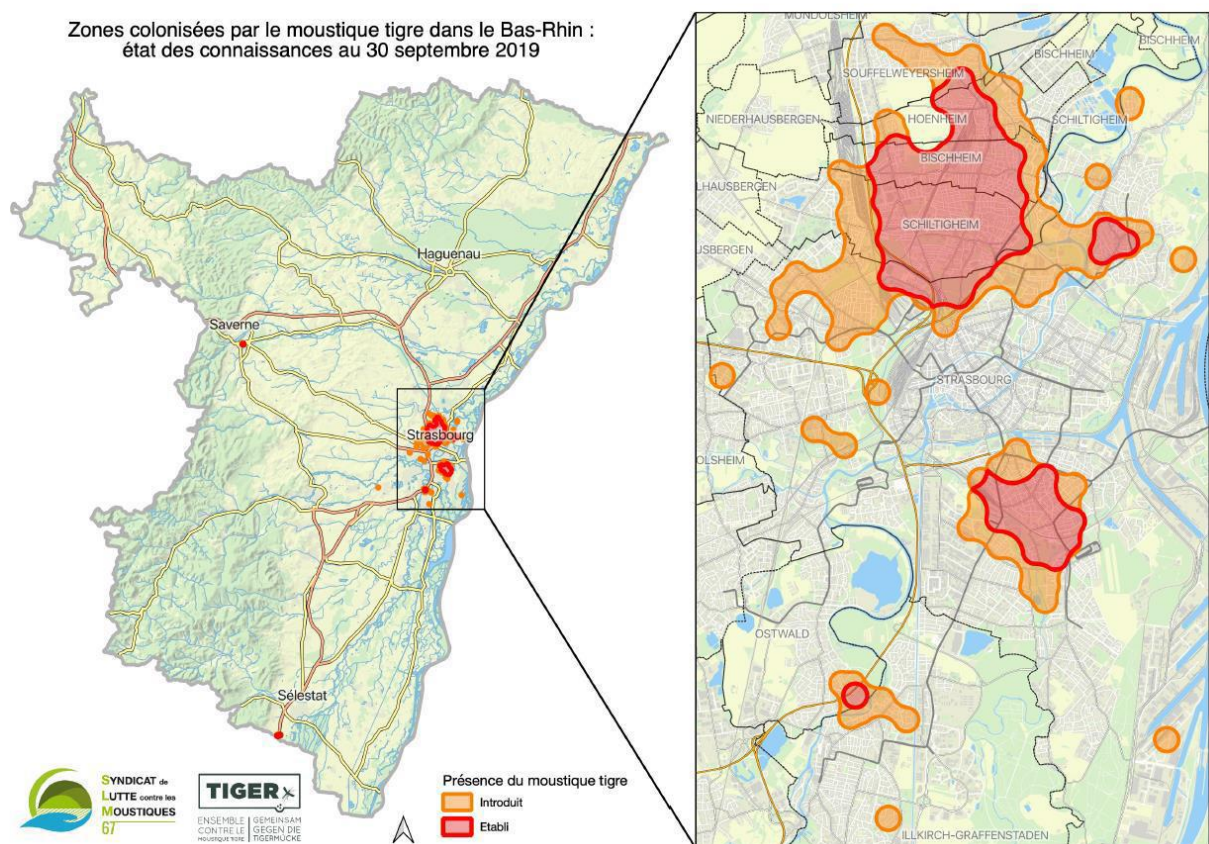 Zones colonisées par le moustique tigre dans le Bas-Rhin :
état des connaissances au 30 septembre 2019
Haguenau
Saverne
Strasbourg
Sélestat
SYNDICAT de
LUTTE contre les
MOUSTIQUES
67
TIGER
ENSEMBLE
CONTRE LE
MOUSTIQUE TIGRE
GEMEINSAM
GEGEN DIE
TIGERMÜCKE
Présence du moustique tigre
Introduit
Etabli
MUNDOLSHEIM
BISCHHEIM
BISCHHEIM
SOUFFELWEYERSHEIM
NIEDERHAUSBERGEN
HOENHEIM
SCHILTIGHEIM
BISCHHEIM
LHAUSBERGEN
SCHILTIGHEIM
USBERGEN
STRASBOURG
OLSHEIM
OSTWALD
ILLKIRCH-GRAFFENSTADEN